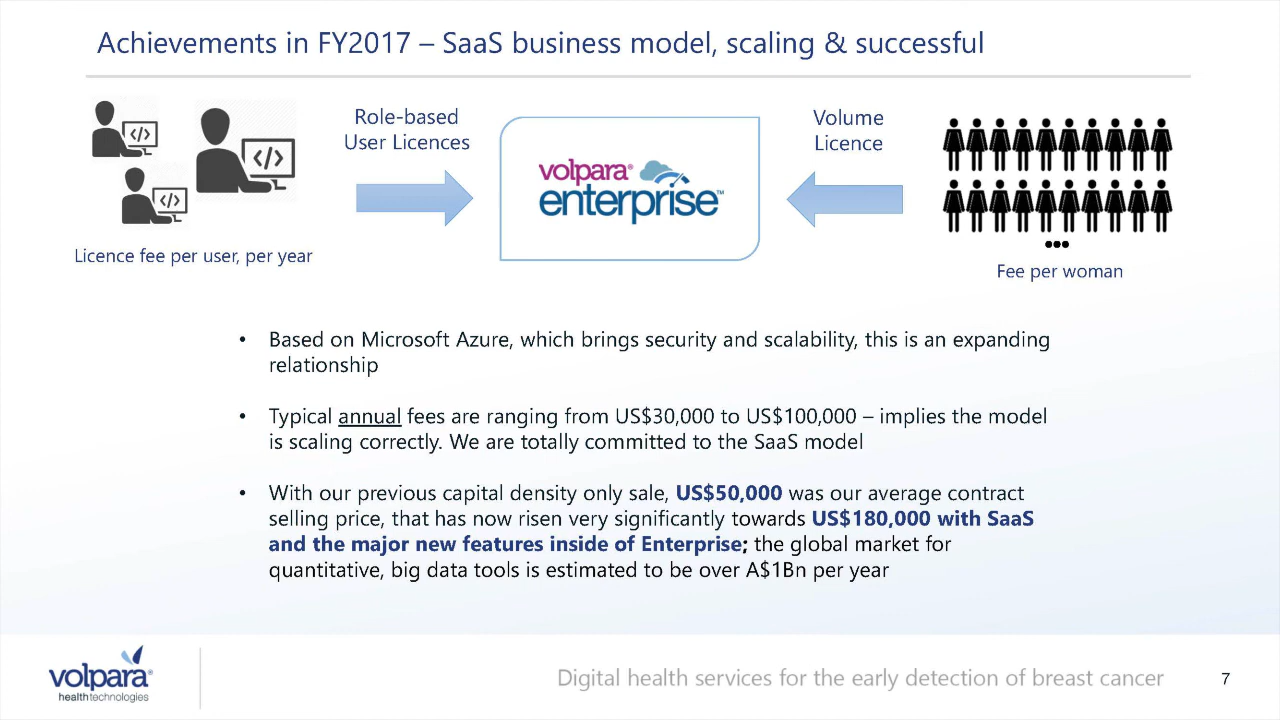 Achievements in FY2017 – SaaS business model, scaling & successful
</>
</>
</>
Role-based
User Licences
Licence fee per user, per year
volpara®
enterprise™
Volume
Licence
•••
Fee per woman
• Based on Microsoft Azure, which brings security and scalability, this is an expanding
relationship
• Typical annual fees are ranging from US$30,000 to US$100,000 – implies the model
is scaling correctly. We are totally committed to the SaaS model
• With our previous capital density only sale, US$50,000 was our average contract
selling price, that has now risen very significantly towards US$180,000 with SaaS
and the major new features inside of Enterprise; the global market for
quantitative, big data tools is estimated to be over A$1Bn per year
volpara®
healthtechnologies
Digital health services for the early detection of breast cancer
7